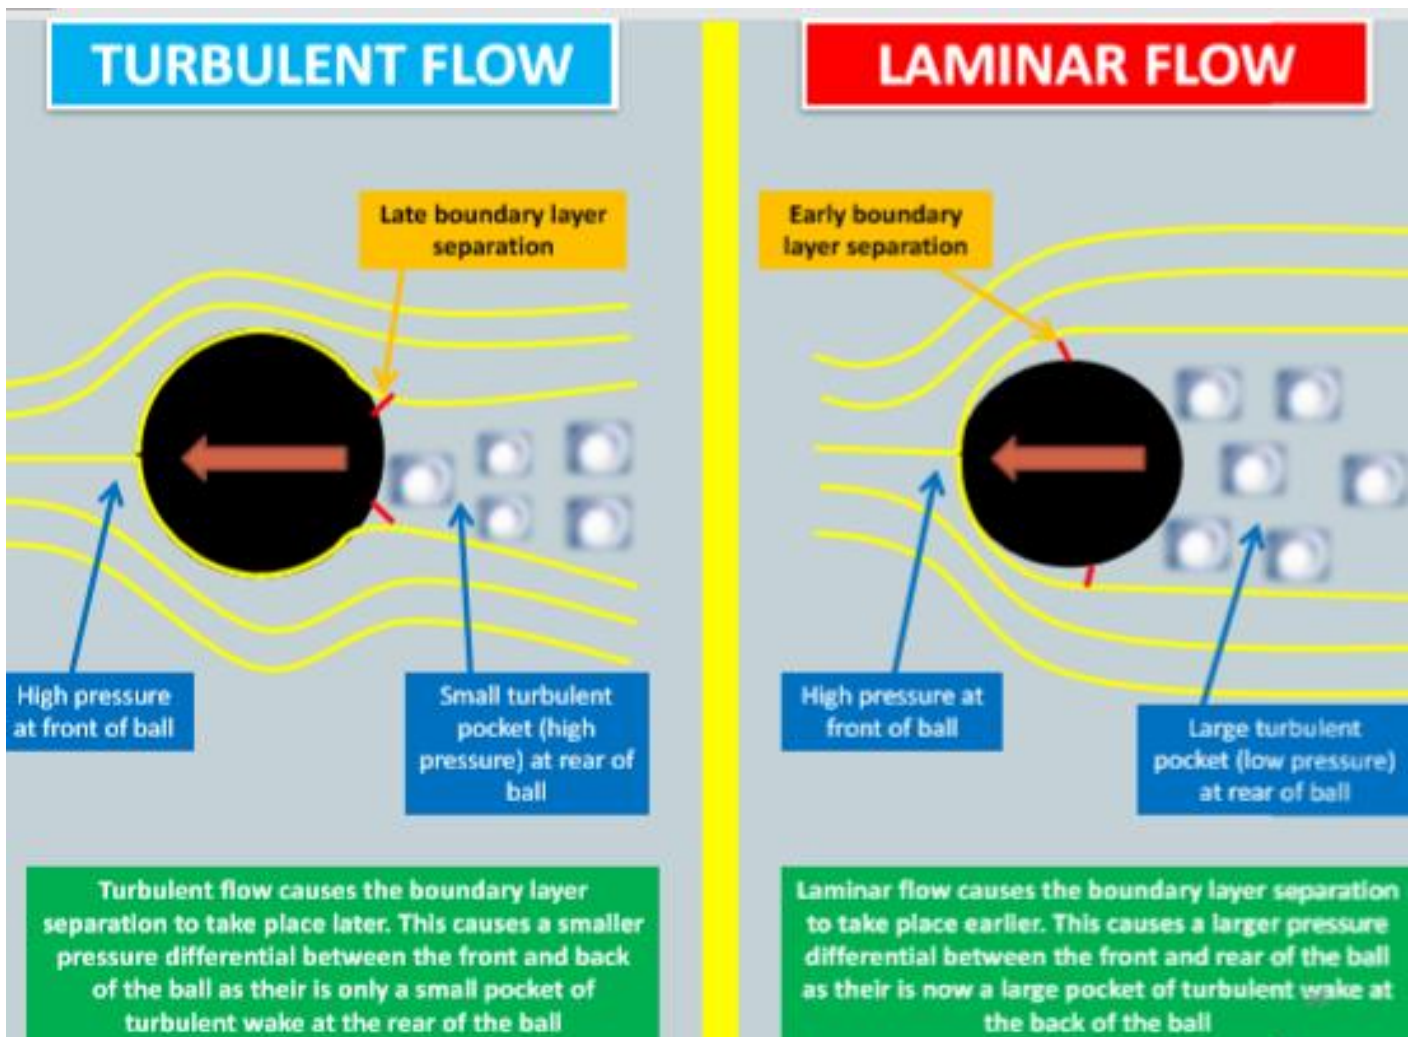 TURBULENT FLOW
Late boundary layer
separation
High pressure
at front of ball
Small turbulent
pocket (high
pressure) at rear of
ball
Turbulent flow causes the boundary layer
separation to take place later. This causes a smaller
pressure differential between the front and back
of the ball as their is only a small pocket of
turbulent wake at the rear of the ball
LAMINAR FLOW
Early boundary
layer separation
High pressure at
front of ball
Large turbulent
pocket (low pressure)
at rear of ball
Laminar flow causes the boundary layer separation
to take place earlier. This causes a larger pressure
differential between the front and rear of the ball
as their is now a large pocket of turbulent wake at
the back of the ball